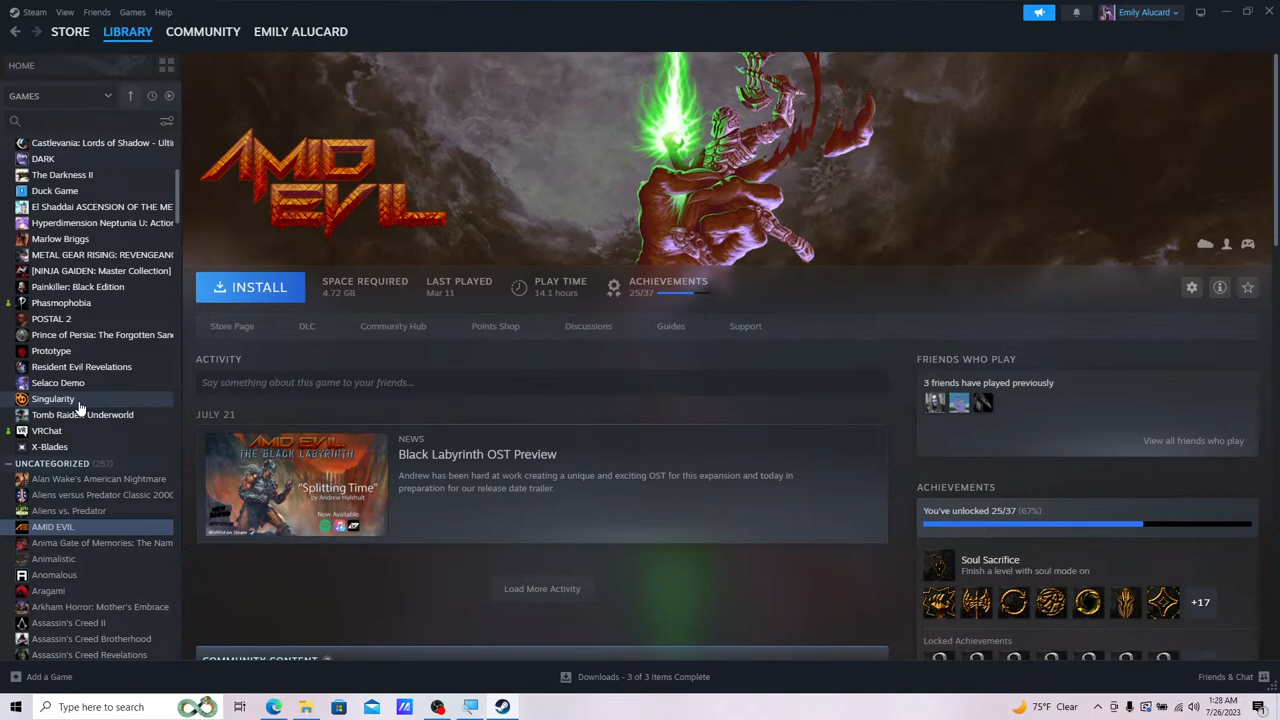 Steam View Friends Games Help
Emily Alucard
STORE LIBRARY COMMUNITY EMILY ALUCARD
HOME
GAMES
Castlevania: Lords of Shadow - Ulti
DARK
The Darkness II
Duck Game
El Shaddai ASCENSION OF THE ME
Hyperdimension Neptunia U: Action
Marlow Briggs
METAL GEAR RISING: REVENGEANC
[NINJA GAIDEN: Master Collection]
Painkiller: Black Edition
Phasmophobia
POSTAL 2
Prince of Persia: The Forgotten Sand
Prototype
Resident Evil Revelations
Selaco Demo
Singularity
Tomb Raider: Underworld
VRChat
X-Blades
UNCATEGORIZED (257)
Alan Wake's American Nightmare
Aliens versus Predator Classic 2000
Aliens vs. Predator
AMID EVIL
Anima Gate of Memories: The Nam
Animalistic
Anomalous
Aragami
Arkham Horror: Mother's Embrace
Assassin's Creed II
Assassin's Creed Brotherhood
Assassin's Creed Revelations
AMID
EVIL
INSTALL
SPACE REQUIRED
4.72 GB
LAST PLAYED
Mar 11
PLAY TIME
14.1 hours
ACHIEVEMENTS
25/37
Store Page DLC Community Hub Points Shop Discussions Guides Support
ACTIVITY
Say something about this game to your friends...
JULY 21
AMID EVIL
THE BLACK LABYRINTH
"Splitting Time"
by Andrew Hulshult
Now Available
Wishlist on Steam
NEWS
Black Labyrinth OST Preview
Andrew has been hard at work creating a unique and exciting OST for this expansion and today in
preparation for our release date trailer.
Load More Activity
COMMUNITY CONTENT
FRIENDS WHO PLAY
3 friends have played previously
View all friends who play
ACHIEVEMENTS
You've unlocked 25/37 (67%)
Soul Sacrifice
Finish a level with soul mode on
+17
Locked Achievements
Add a Game
Downloads - 3 of 3 Items Complete
Friends & Chat
Type here to search
75°F Clear
1:28 AM
7/26/2023